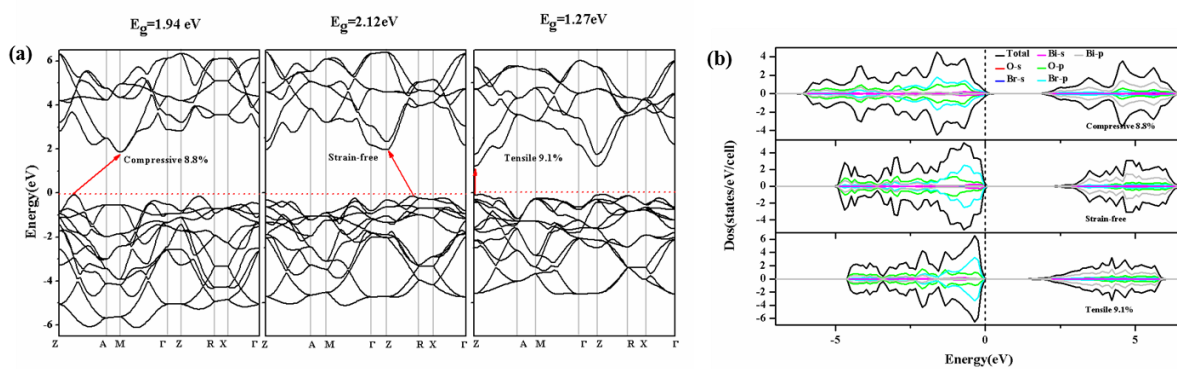 E_g=1.94 eV E_g=2.12eV E_g=1.27eV
(a)
6
4
2
0
-2
-4
-6
Energy(eV)
Compressive 8.8%
Strain-free
Tensile 9.1%
Z A M Γ Z R X Γ
Z A M Γ Z R X Γ
Z A M Γ Z R X Γ
(b)
Total Bi-s Bi-p
O-s O-p
Br-s Br-p
4
2
0
-2
-4
Compressive 8.8%
4
2
0
-2
-4
Strain-free
6
4
2
0
-2
-4
-6
Tensile 9.1%
Dos(states/eV/cell)
-5 0 5
Energy(eV)